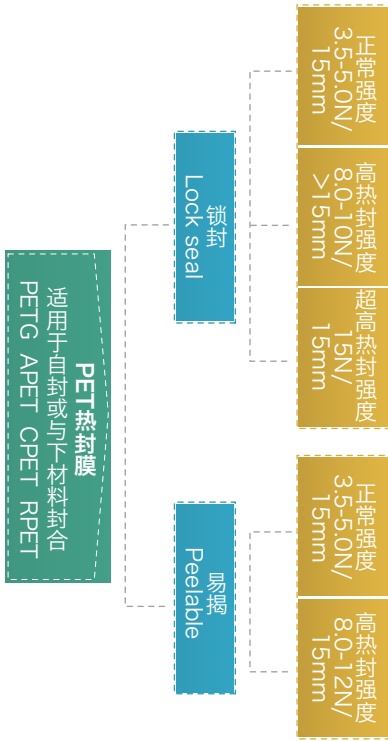 正常强度
3.5-5.0N/
15mm
高热封强度
8.0-10N/
>15mm
超高热封强度
15N/
15mm
正常强度
3.5-5.0N/
15mm
高热封强度
8.0-12N/
15mm
锁封
Lock seal
易揭
Peelable
PET热封膜
适用于自封或与下材料封合
PETG APET CPET RPET